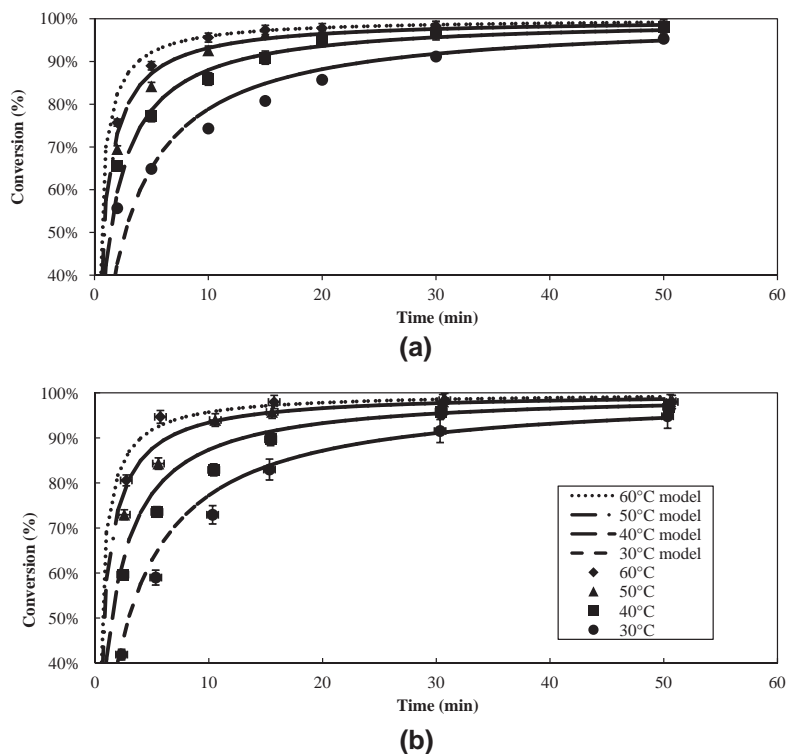 100%
90%
80%
70%
60%
50%
40%
Conversion (%)
0 10 20 30 40 50 60
Time (min)
(a)
100%
90%
80%
70%
60%
50%
40%
Conversion (%)
60°C model
50°C model
40°C model
30°C model
60°C
50°C
40°C
30°C
0 10 20 30 40 50 60
Time (min)
(b)